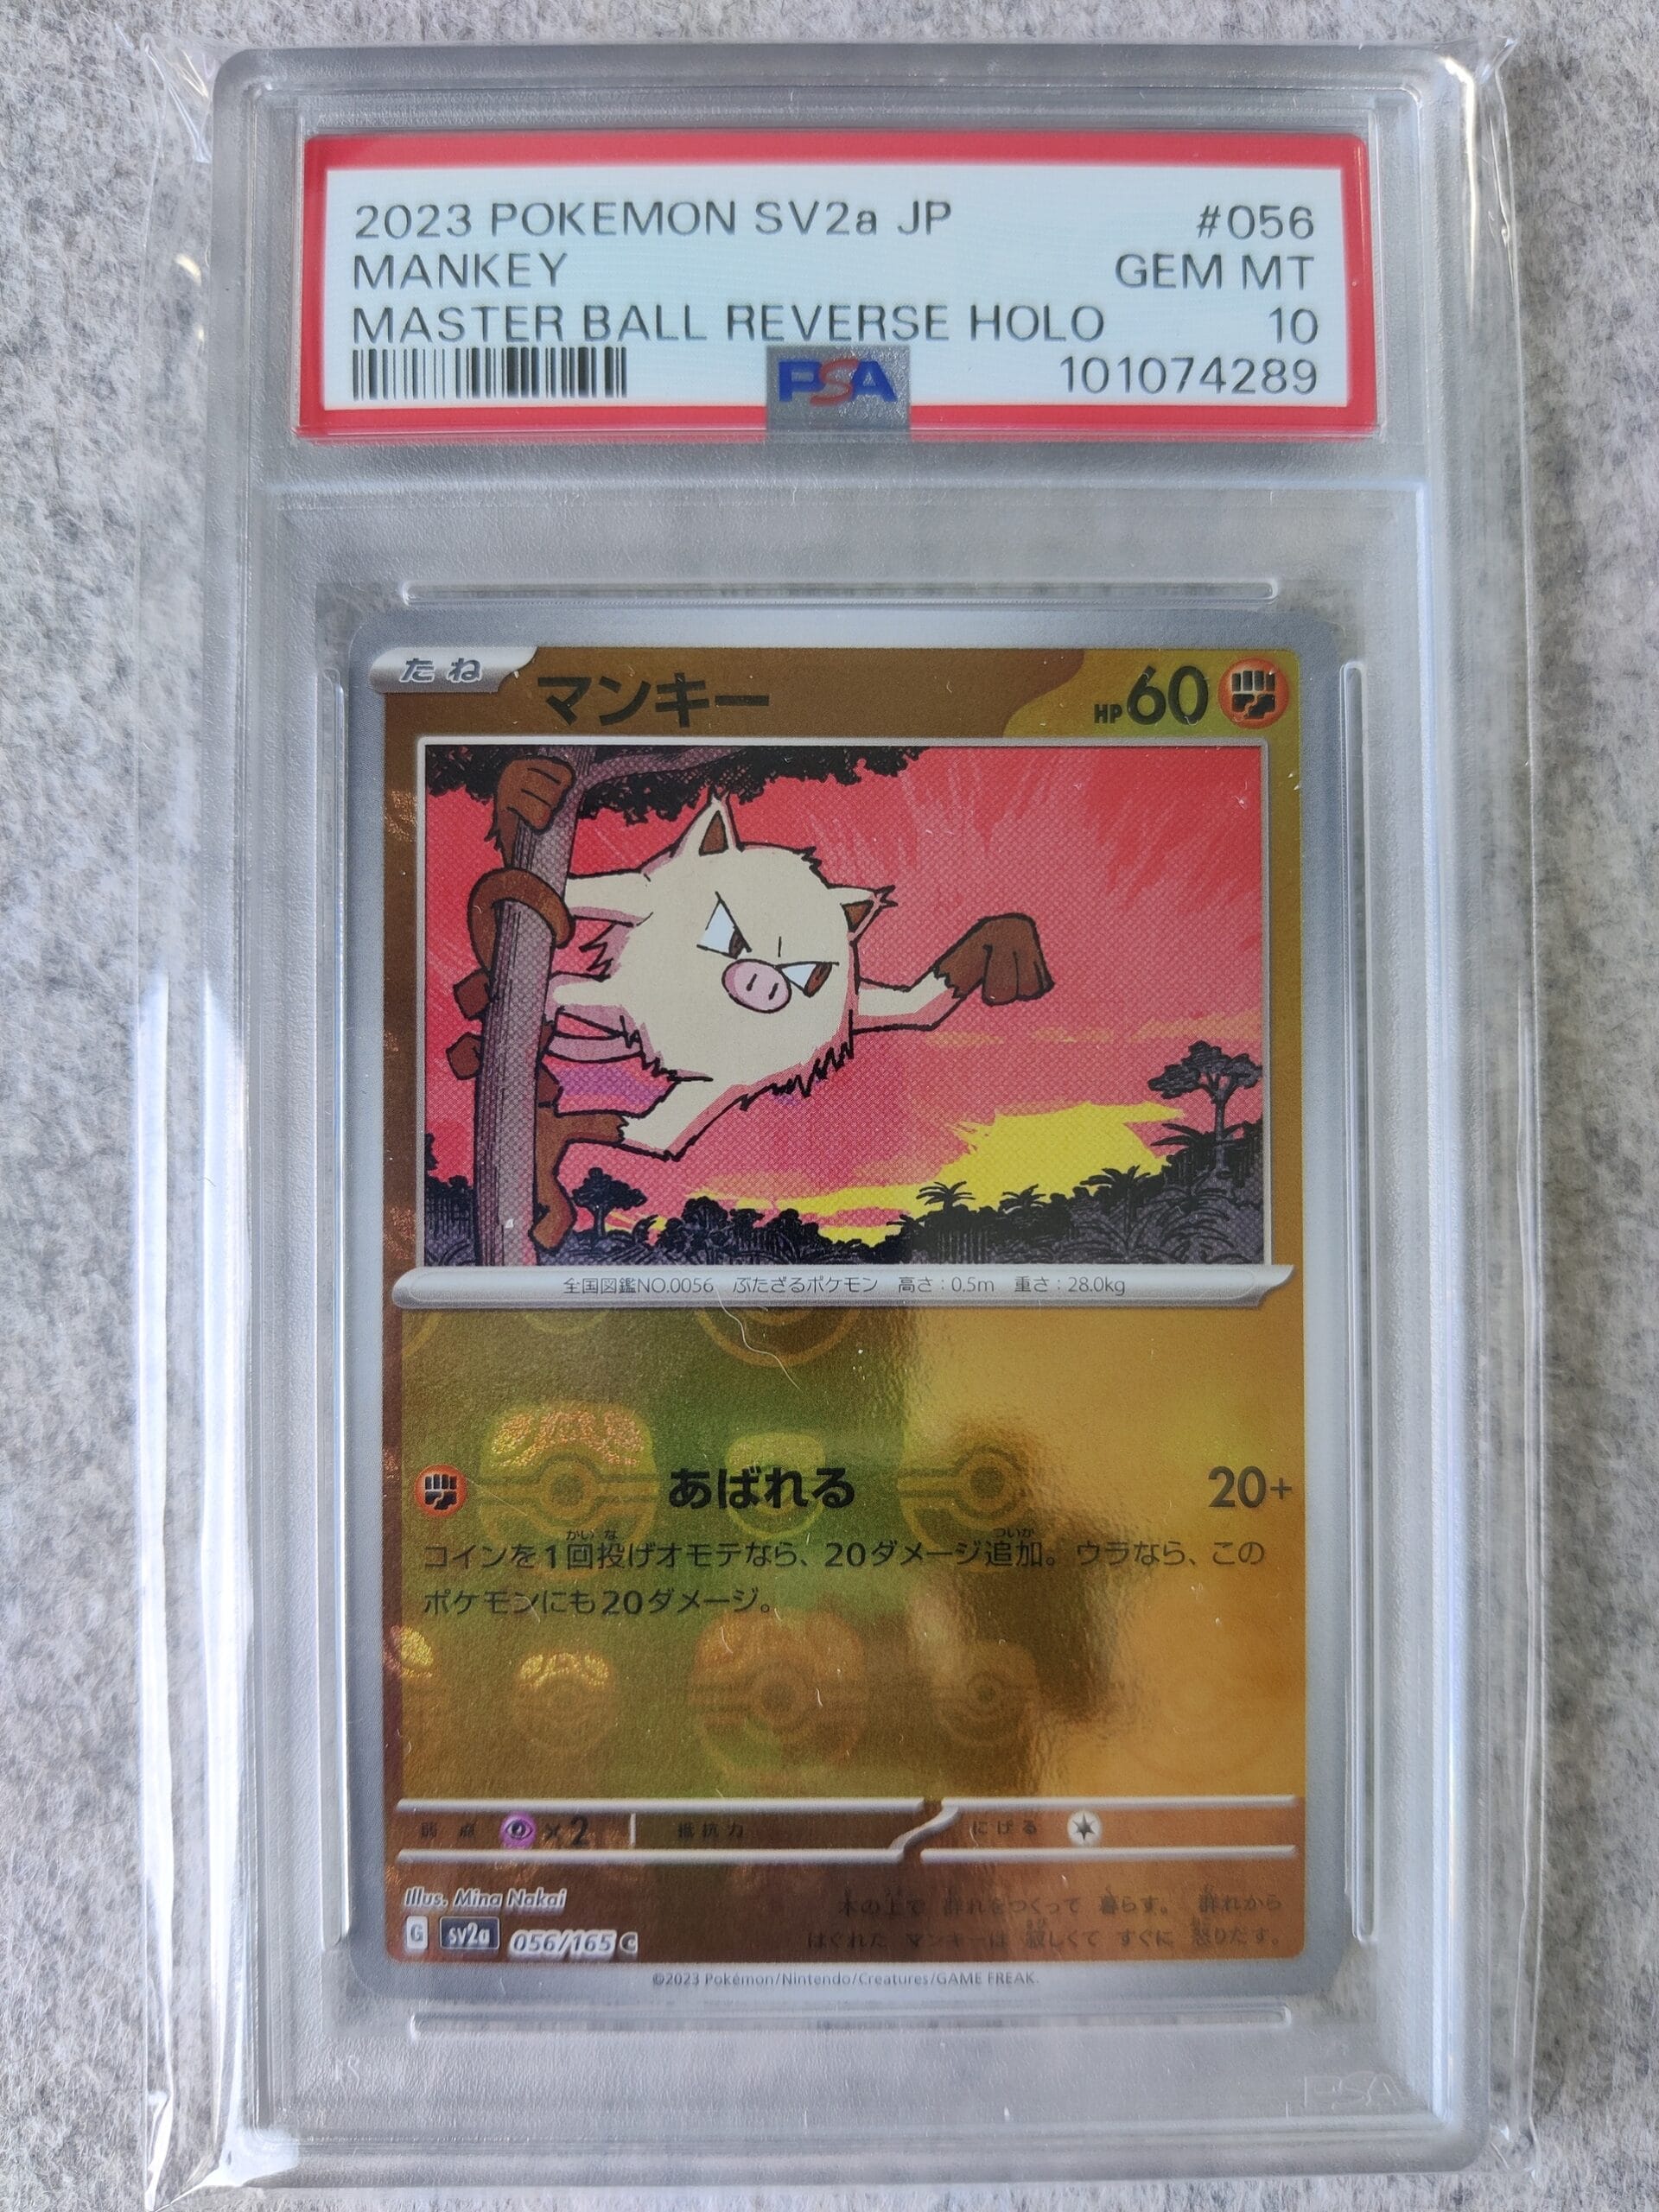 2023 POKEMON SV2a JP #056
MANKEY GEM MT
MASTER BALL REVERSE HOLO 10
PSA 101074289
たね マンキー HP60
全国図鑑NO.0056 ぶたざるポケモン 高さ:0.5m 重さ:28.0kg
あばれる 20+
コインを1回投げオモテなら、20ダメージ追加。ウラなら、この
ポケモンにも20ダメージ。
弱点 ×2 抵抗力 にげる
Illus. Mina Nakai
木の上で 群れをつくって 暮らす。 群れから
はぐれた マンキーは 寂しくて すぐに 怒りだす。
G sv2a 056/165 C
©2023 Pokémon/Nintendo/Creatures/GAME FREAK.
PSA